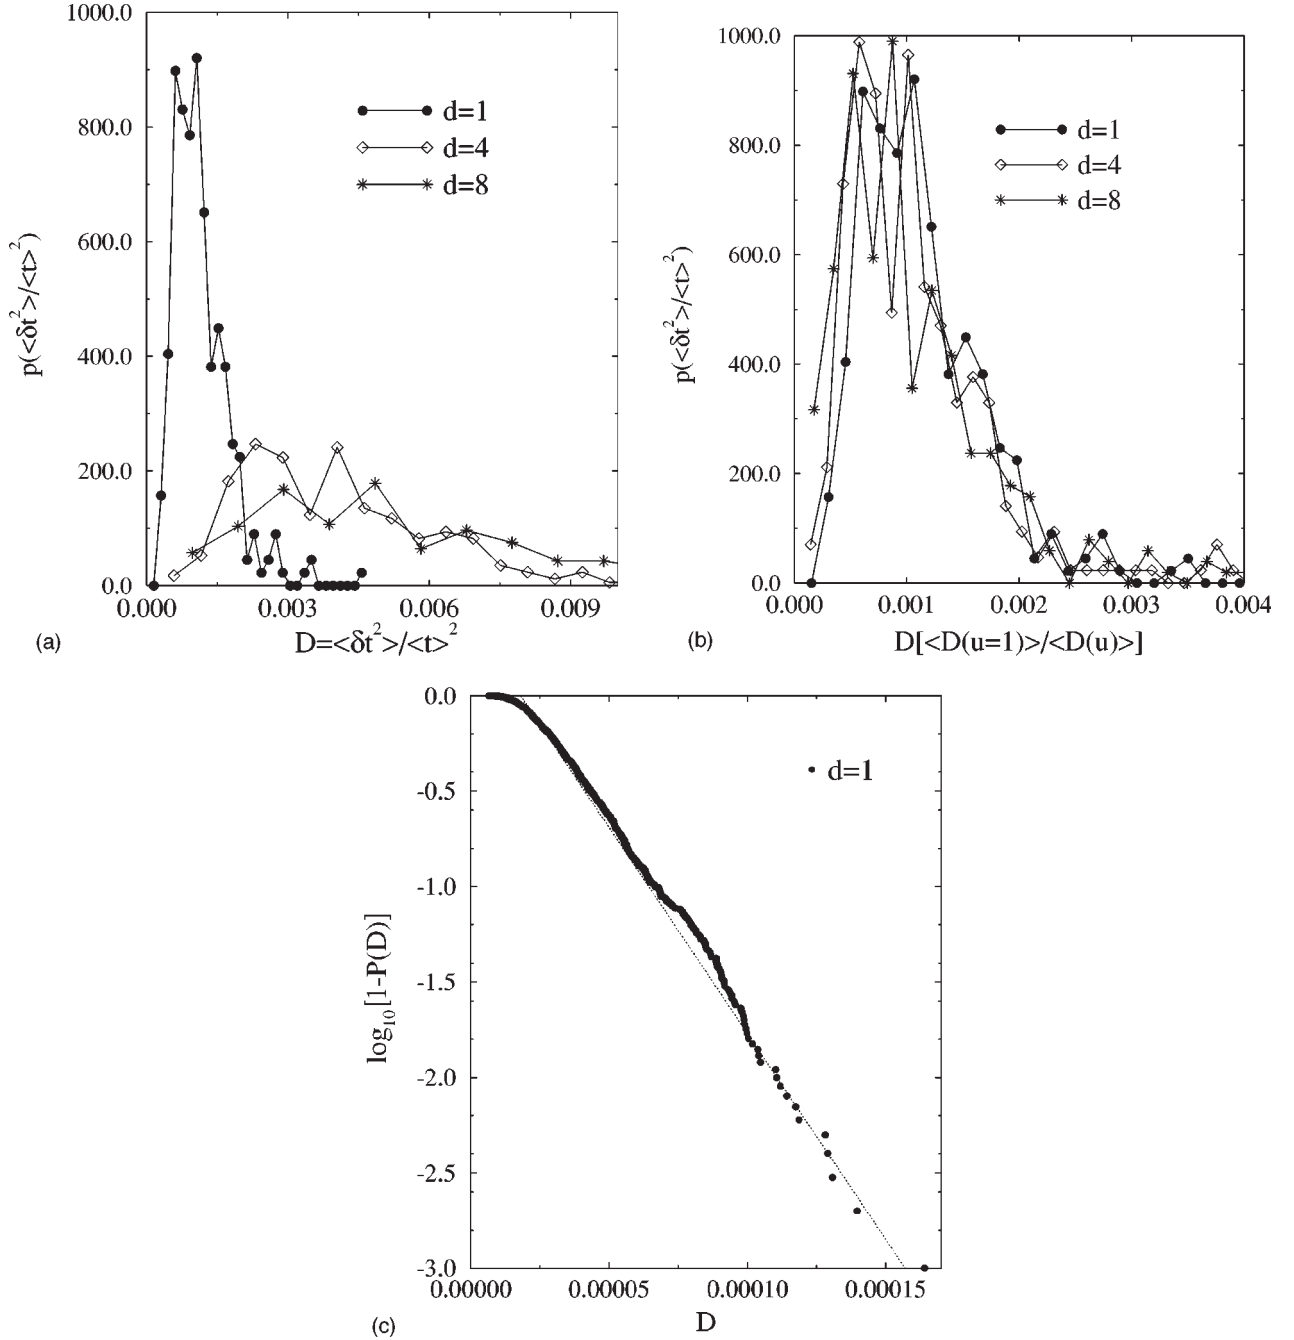 1000.0
800.0
600.0
400.0
200.0
0.0
p(<δt²>/<t>²)
d=1
d=4
d=8
0.000 0.003 0.006 0.009
(a) D=<δt²>/<t>²
1000.0
800.0
600.0
400.0
200.0
0.0
p(<δt²>/<t>²)
d=1
d=4
d=8
0.000 0.001 0.002 0.003 0.004
(b) D[<D(u=1)>/<D(u)>]
0.0
-0.5
-1.0
-1.5
-2.0
-2.5
-3.0
log₁₀[1-P(D)]
d=1
0.00000 0.00005 0.00010 0.00015
(c) D